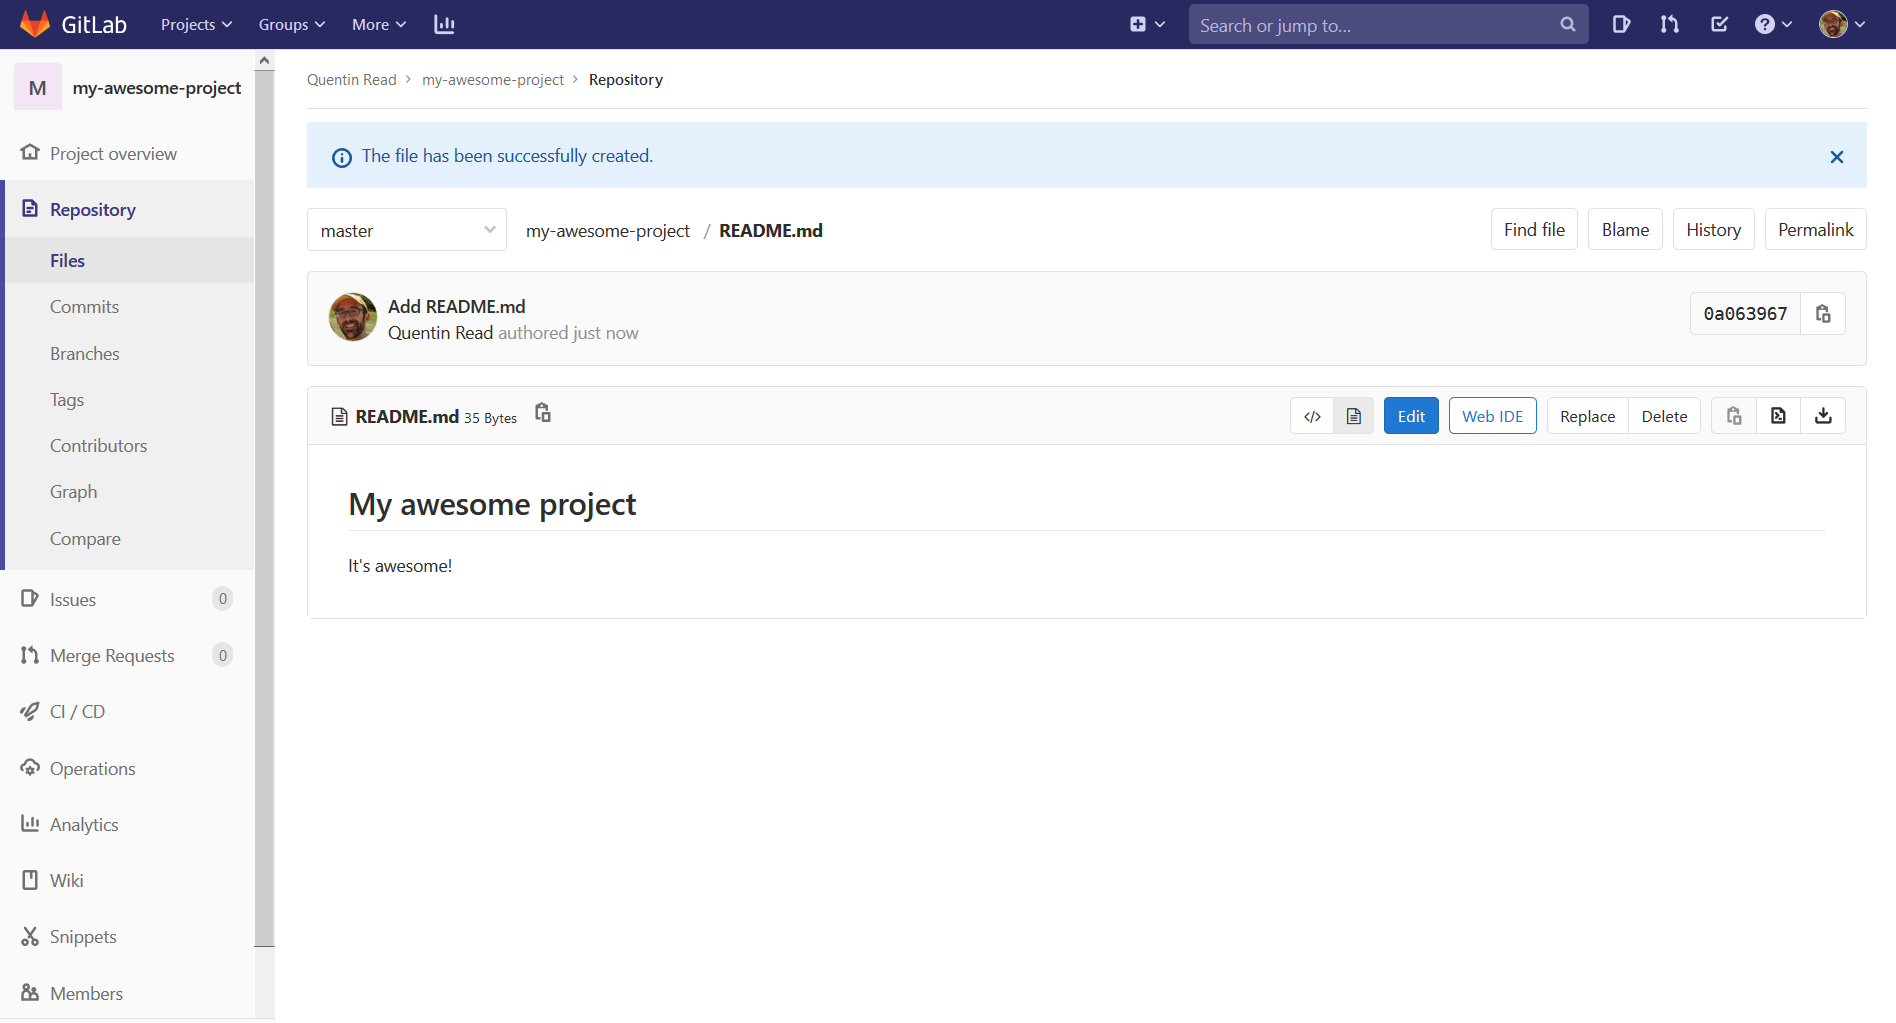 GitLab Projects Groups More Search or jump to...
M my-awesome-project
Project overview
Repository
Files
Commits
Branches
Tags
Contributors
Graph
Compare
Issues 0
Merge Requests 0
CI / CD
Operations
Analytics
Wiki
Snippets
Members
Quentin Read > my-awesome-project > Repository
The file has been successfully created.
master my-awesome-project / README.md Find file Blame History Permalink
Add README.md
Quentin Read authored just now
0a063967
README.md 35 Bytes </> Edit Web IDE Replace Delete
My awesome project
It's awesome!